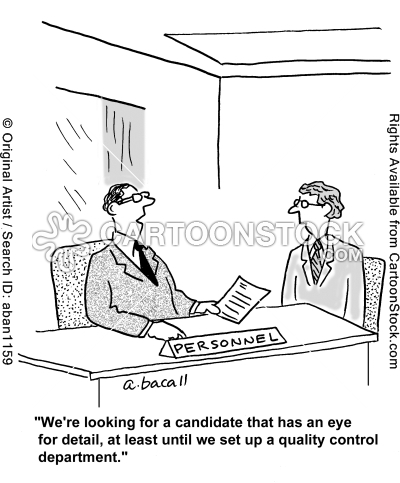 © Original Artist / Search ID: aban1159
Rights Available from CartoonStock.com
CARTOONSTOCK
.COM
PERSONNEL
a.bacall
"We're looking for a candidate that has an eye
for detail, at least until we set up a quality control
department."